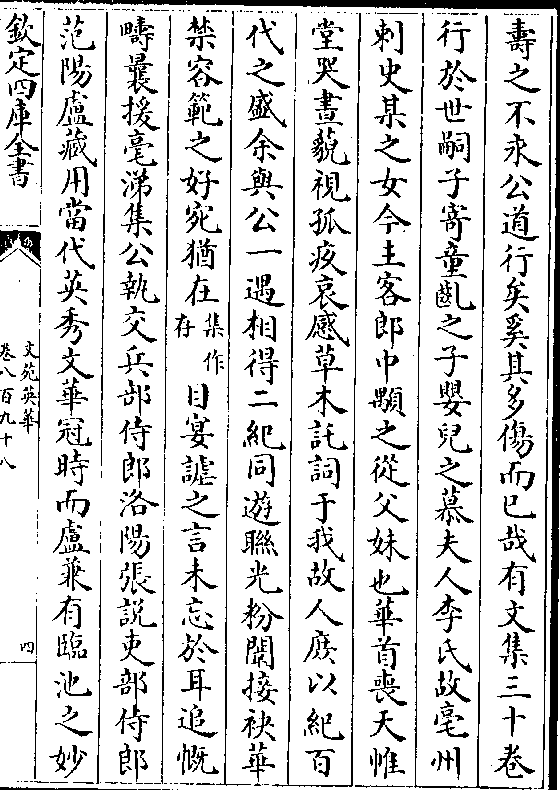 壽之不永公道行矣奚其多傷而已哉有文集三十卷
行於世嗣子寄童齓之子嬰兒之慕夫人李氏故亳州
刺史某之女今主客郎中顒之從父妹也華首喪天惟
堂哭晝藐視孤疚哀感草木託詞于我故人庶以紀百
代之盛余與公一遇相得二紀同遊聯光粉闈接袂華
禁容範之好宛猶在集作存目宴謔之言未忘於耳追慨
疇曩援毫涕集公執交兵部侍郎洛陽張説吏部侍郎
范陽盧藏用當代英秀文華冠時而盧兼有臨池之妙
欽定四庫全書
文苑英華
卷八百九十八
四